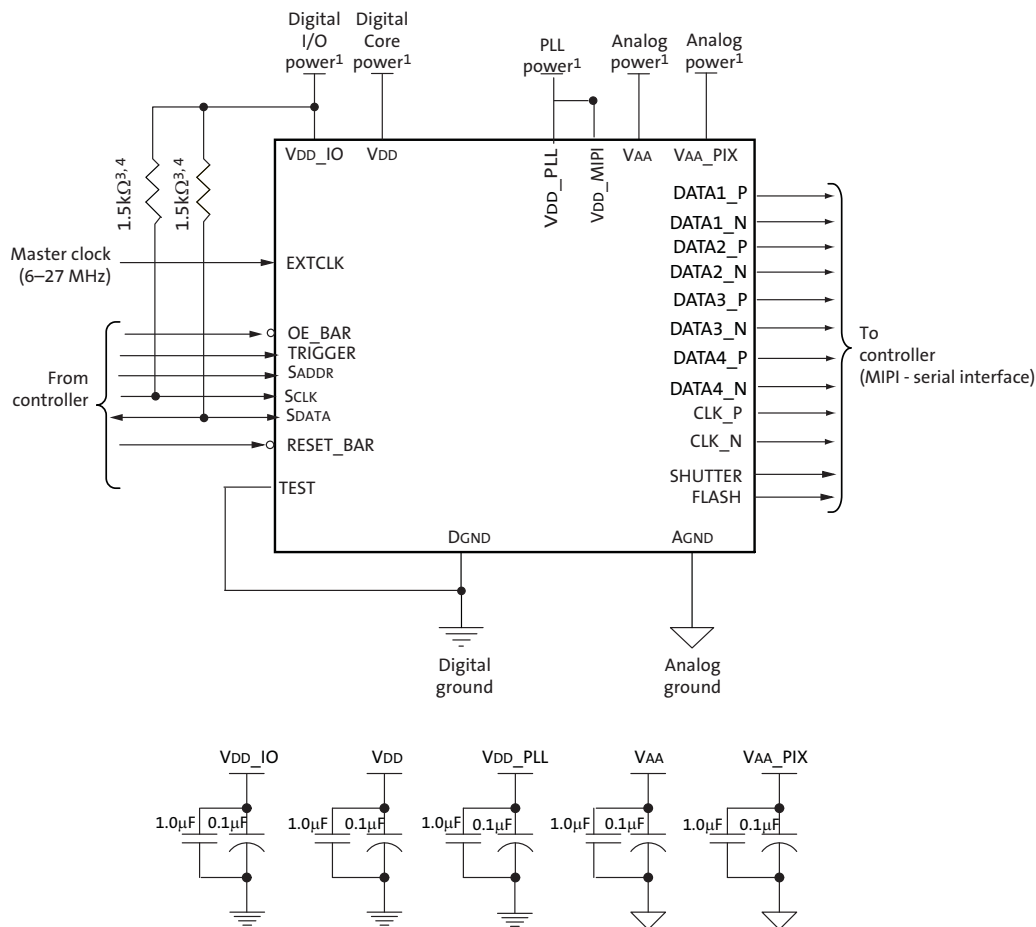 Digital
I/O
power1
Digital
Core
power1
PLL
power1
Analog
power1
Analog
power1
VDD_IO
VDD
VDD_PLL
VDD_MIPI
VAA
VAA_PIX
1.5kΩ3,4
1.5kΩ3,4
Master clock
(6–27 MHz)
EXTCLK
From
controller
OE_BAR
TRIGGER
SADDR
SCLK
SDATA
RESET_BAR
TEST
DATA1_P
DATA1_N
DATA2_P
DATA2_N
DATA3_P
DATA3_N
DATA4_P
DATA4_N
CLK_P
CLK_N
SHUTTER
FLASH
To
controller
(MIPI - serial interface)
DGND
AGND
Digital
ground
Analog
ground
VDD_IO
1.0µF 0.1µF
VDD
1.0µF 0.1µF
VDD_PLL
1.0µF 0.1µF
VAA
1.0µF 0.1µF
VAA_PIX
1.0µF 0.1µF